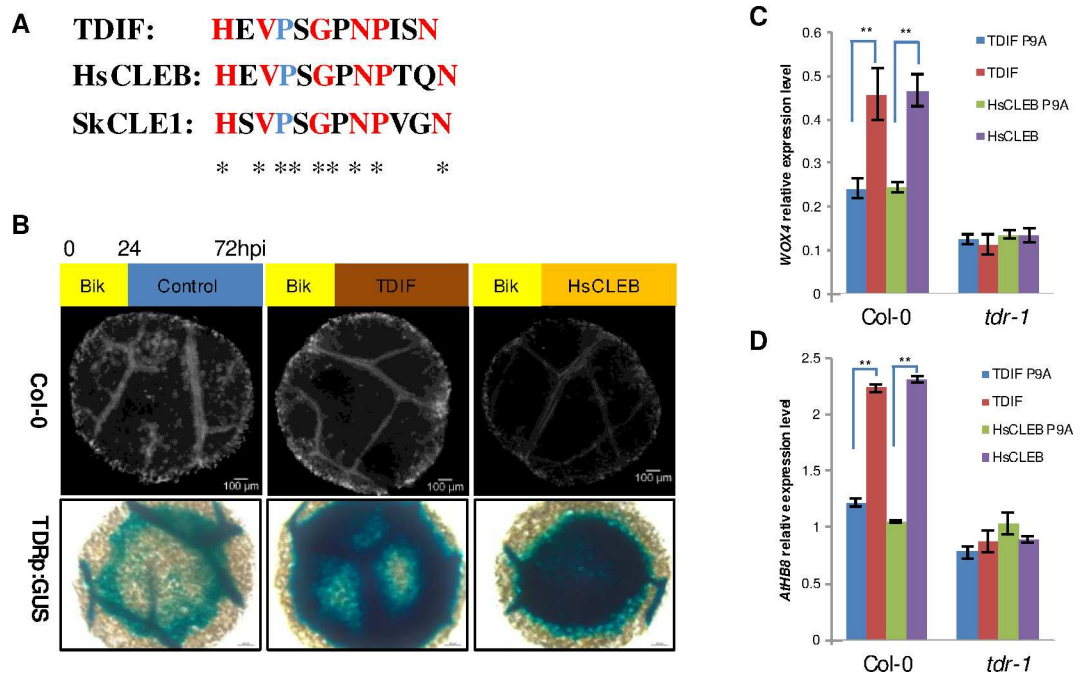 A
TDIF: HEVPSGPNPISN
HsCLEB: HEVPSGPNPTQN
SkCLE1: HSVPSGPNPVGN
* * ** ** * * *
B
0 24 72hpi
Bik Control Bik TDIF Bik HsCLEB
Col-0
100 µm 100 µm 100 µm
TDRp:GUS
C
WOX4 relative expression level
0.6
0.5
0.4
0.3
0.2
0.1
0
** **
TDIF P9A
TDIF
HsCLEB P9A
HsCLEB
Col-0 tdr-1
D
AtHB8 relative expression level
2.5
2
1.5
1
0.5
0
** **
TDIF P9A
TDIF
HsCLEB P9A
HsCLEB
Col-0 tdr-1